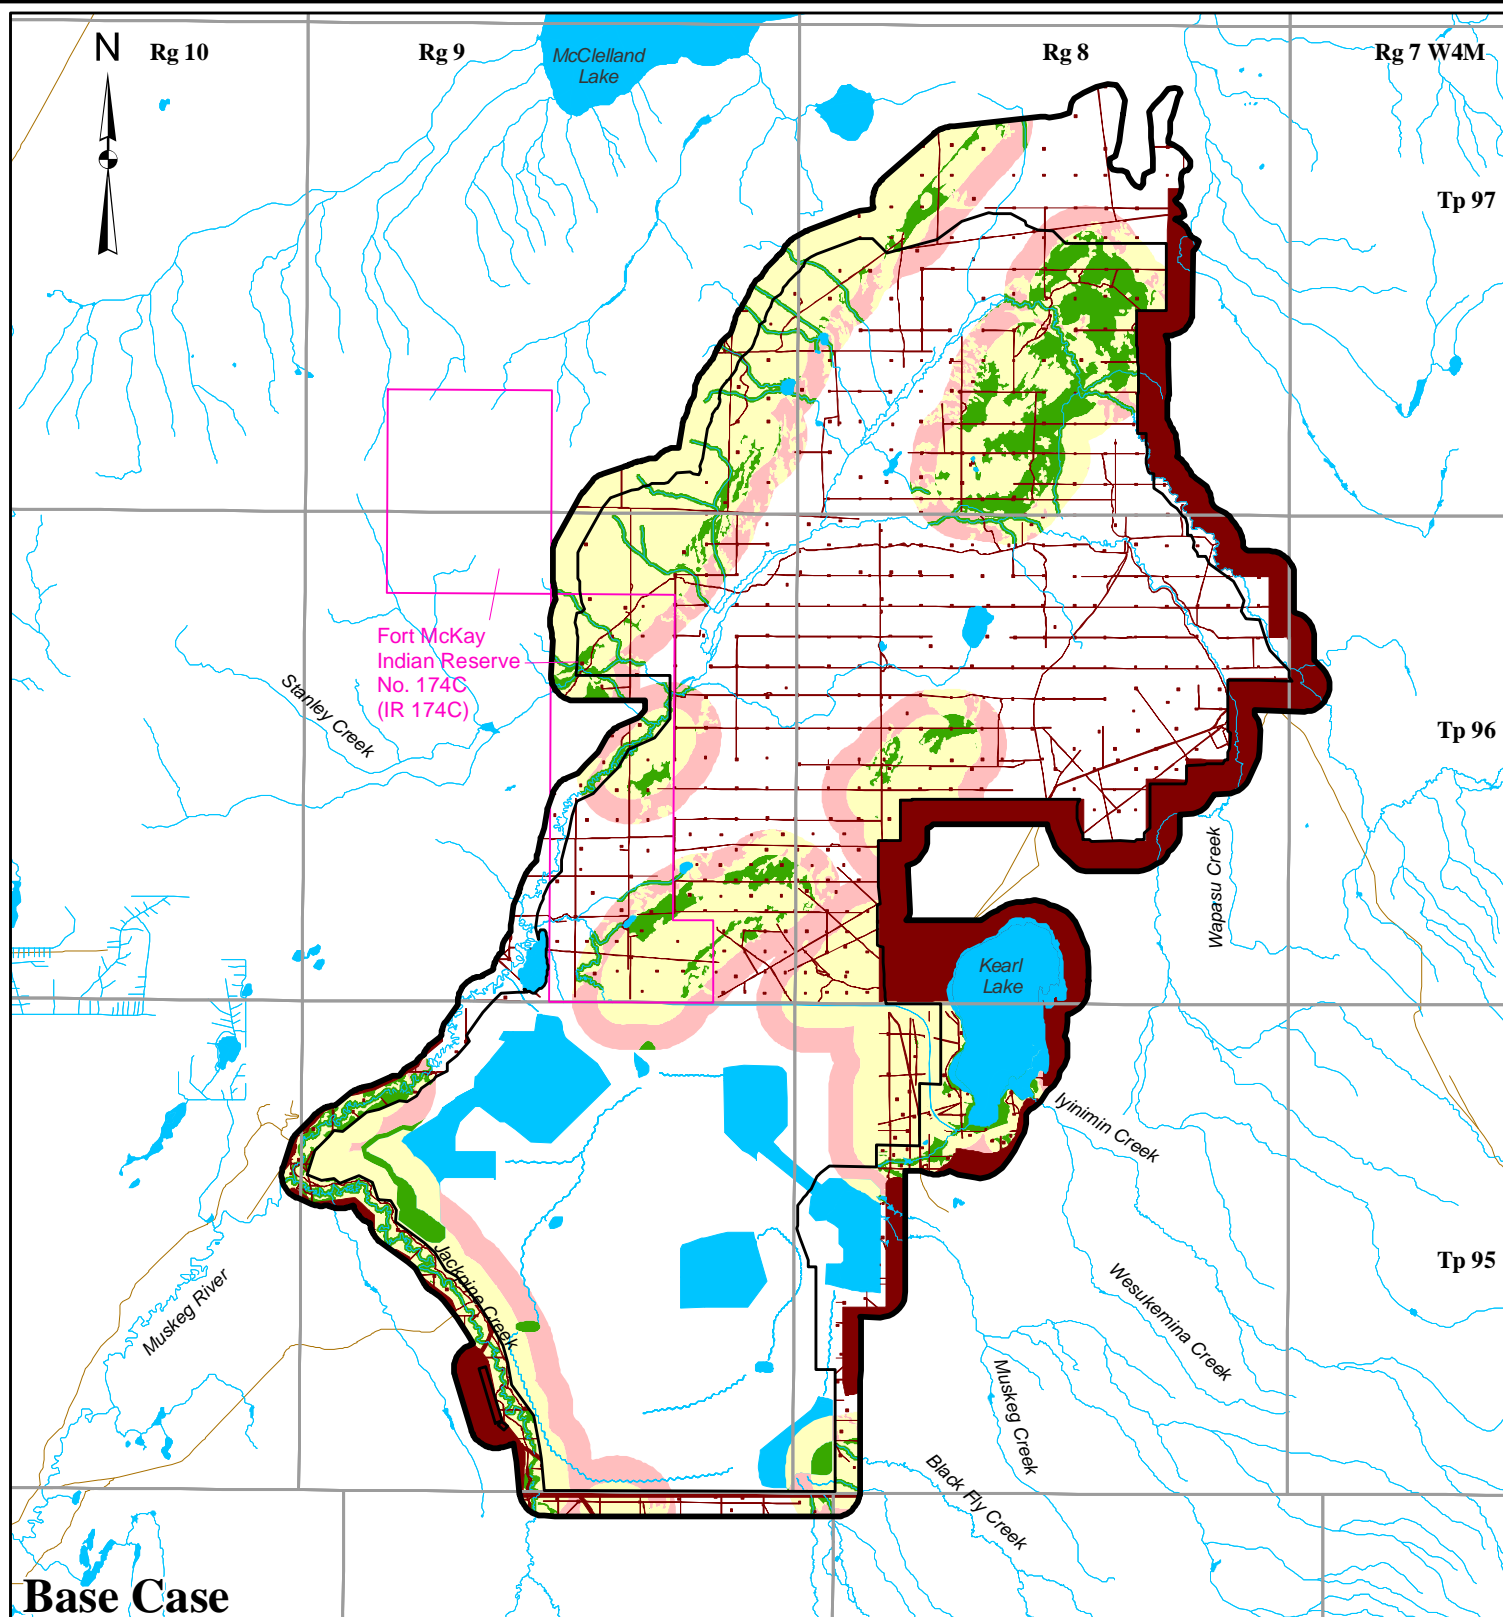 N
Rg 10
Rg 9
McClelland
Lake
Rg 8
Rg 7 W4M
Tp 97
Fort McKay
Indian Reserve
No. 174C
(IR 174C)
Stanley Creek
Tp 96
Wapasu Creek
Kearl
Lake
Iyinimin Creek
Muskeg River
Jackpine Creek
Tp 95
Wesukemina Creek
Muskeg Creek
Black Fly Creek
Base Case